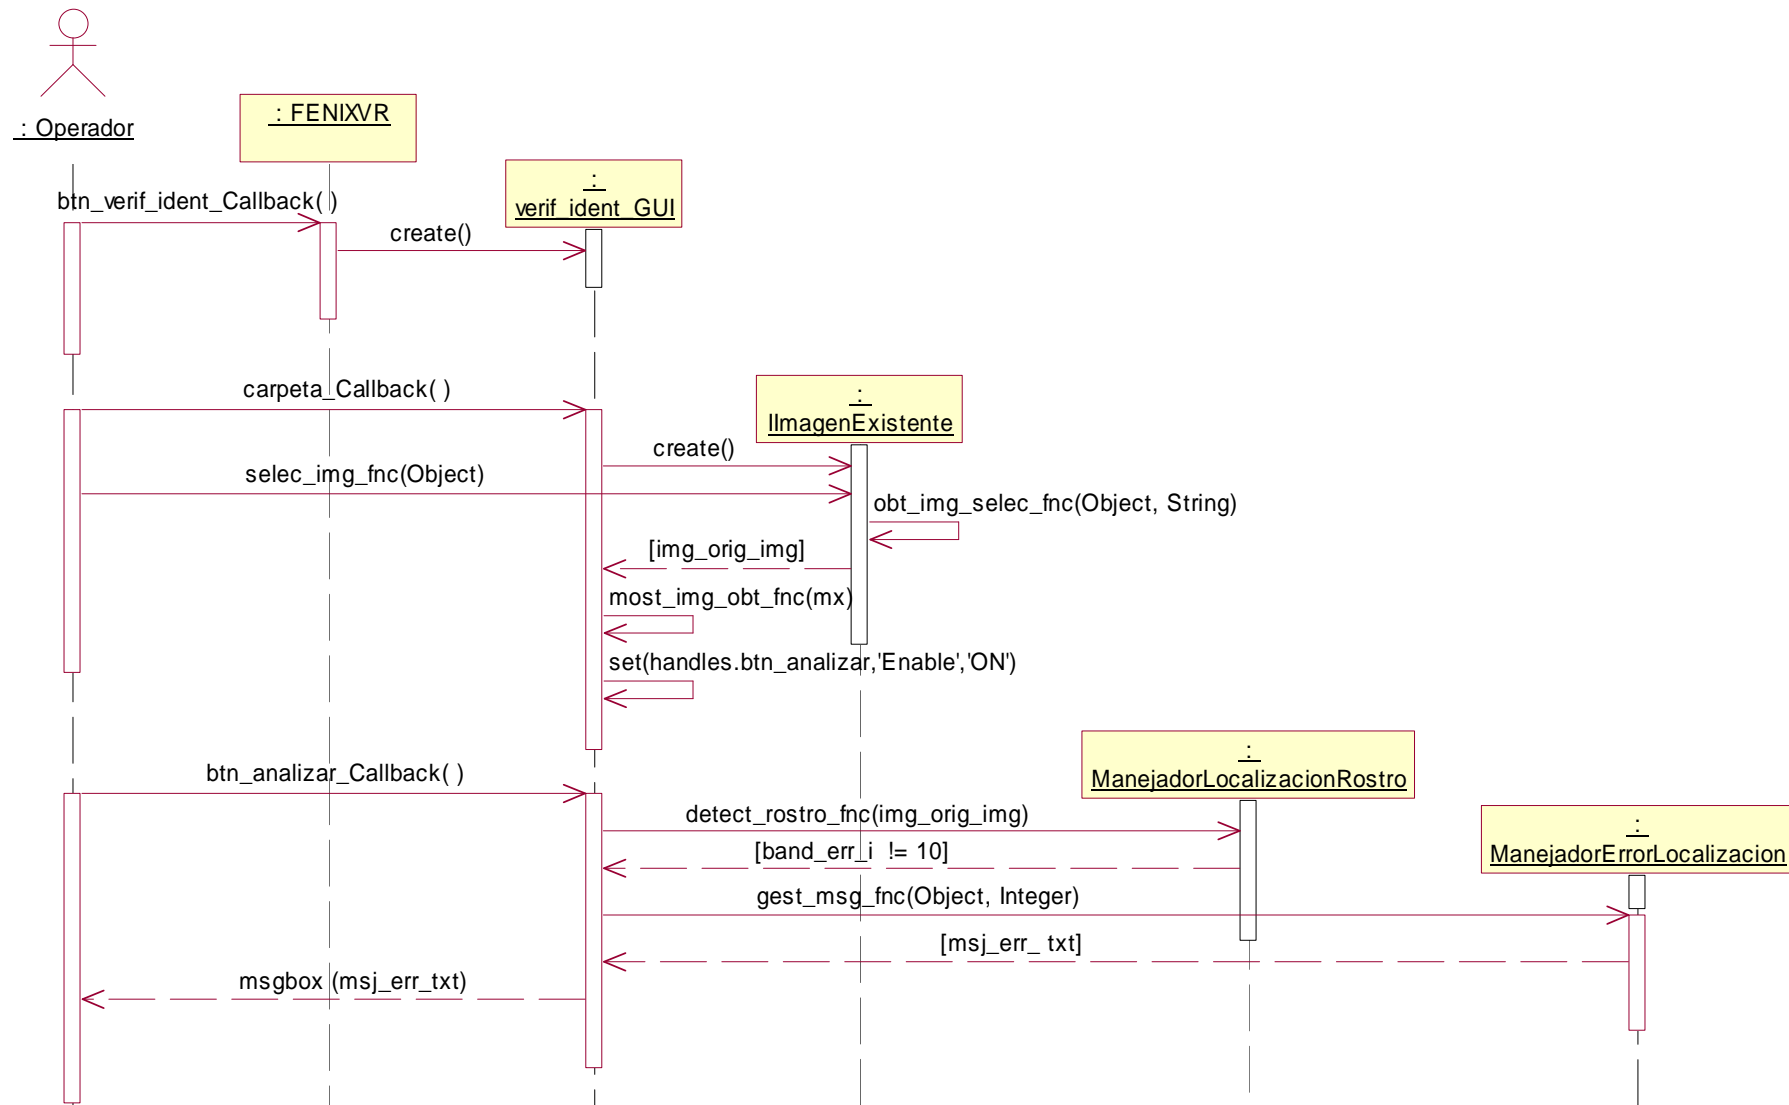 : Operador
: FENIXVR
:
verif_ident_GUI
btn_verif_ident_Callback( )
create()
carpeta_Callback( )
:
IImagenExistente
create()
selec_img_fnc(Object)
obt_img_selec_fnc(Object, String)
[img_orig_img]
most_img_obt_fnc(mx)
set(handles.btn_analizar,'Enable','ON')
:
ManejadorLocalizacionRostro
btn_analizar_Callback( )
detect_rostro_fnc(img_orig_img)
:
ManejadorErrorLocalizacion
[band_err_i != 10]
gest_msg_fnc(Object, Integer)
[msj_err_ txt]
msgbox (msj_err_txt)